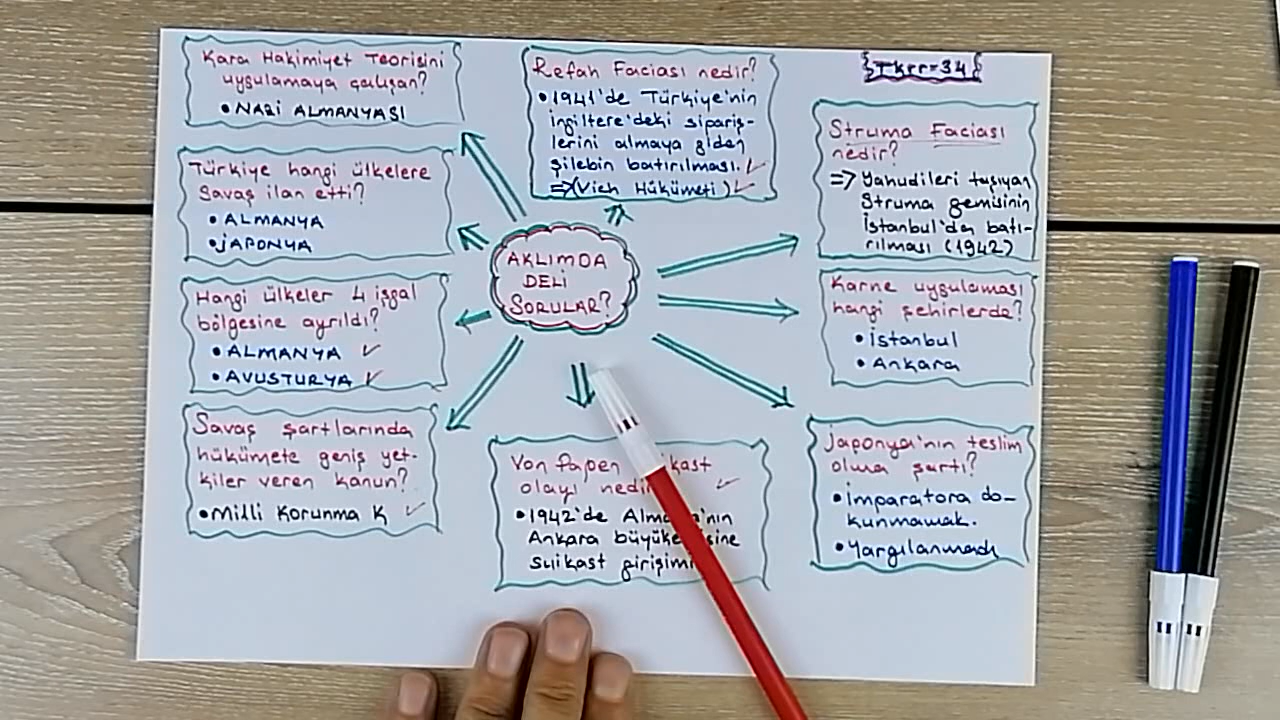 Kara Hakimiyet Teorisini
uygulamaya çalışan?
• NAZİ ALMANYASI
Türkiye hangi ülkelere
savaş ilan etti?
• ALMANYA
• JAPONYA
Hangi ülkeler 4 işgal
bölgesine ayrıldı?
• ALMANYA ✓
• AVUSTURYA ✓
Savaş şartlarında
hükümete geniş yet-
kiler veren kanun?
• Milli Korunma K ✓
Refah Faciası nedir?
• 1941'de Türkiye'nin
İngiltere'deki sipariş-
lerini almaya giden
şilebin batırılması. ✓
=> (Vich Hükümeti) ✓
AKLIMDA
DELİ
SORULAR?
Von Papen
olayı ✓
• 1942'de
Ankara
suikast
Tkrr=34
Struma Faciası
nedir?
=> Yahudileri taşıyan
Struma gemisinin
İstanbul'da batı-
rılması (1942)
Karne uygulaması
hangi şehirlerde?
• İstanbul
• Ankara
Japonya'nın teslim
olma şartı?
• İmparatora do-
kunmamak.
• Yargılanmadı